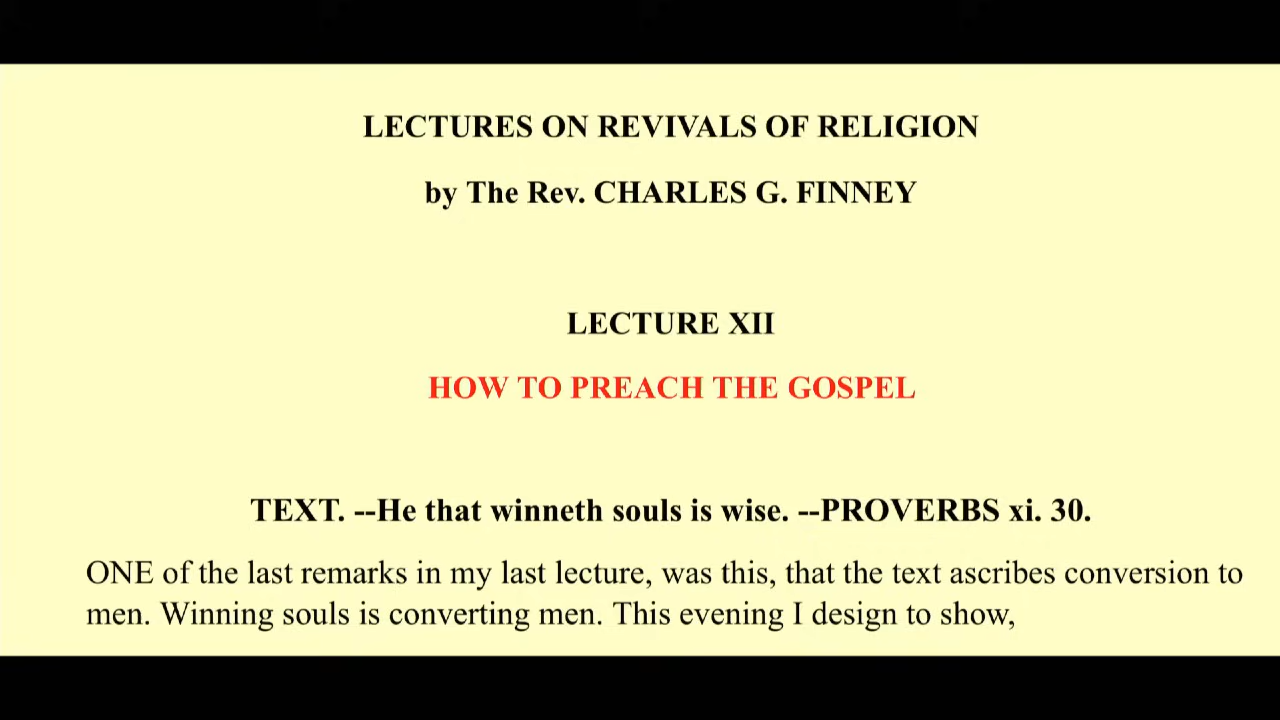 LECTURES ON REVIVALS OF RELIGION
by The Rev. CHARLES G. FINNEY
LECTURE XII
HOW TO PREACH THE GOSPEL
TEXT. --He that winneth souls is wise. --PROVERBS xi. 30.
ONE of the last remarks in my last lecture, was this, that the text ascribes conversion to
men. Winning souls is converting men. This evening I design to show,